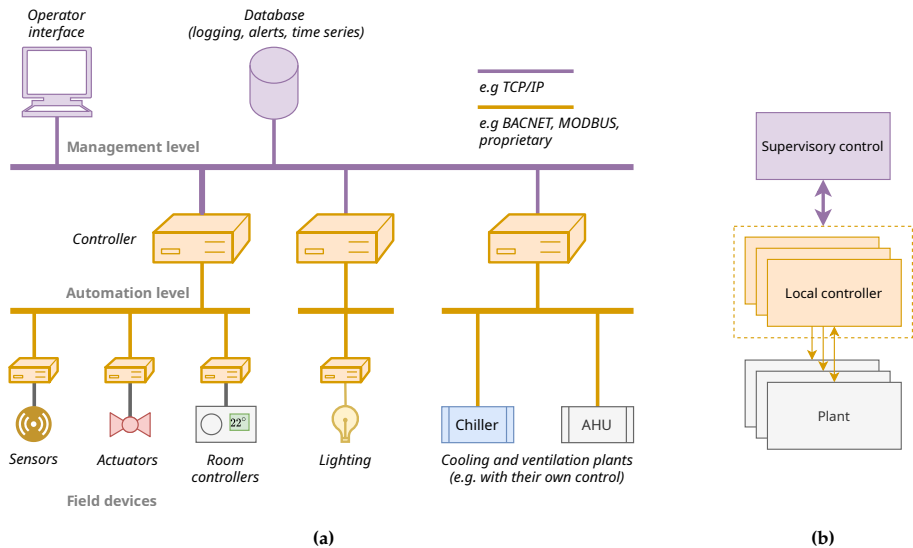 Operator
interface
Database
(logging, alerts, time series)
e.g TCP/IP
e.g BACNET, MODBUS,
proprietary
Management level
Controller
Automation level
22°
Chiller
AHU
Sensors
Actuators
Room
controllers
Lighting
Cooling and ventilation plants
(e.g. with their own control)
Field devices
(a)
Supervisory control
Local controller
Plant
(b)